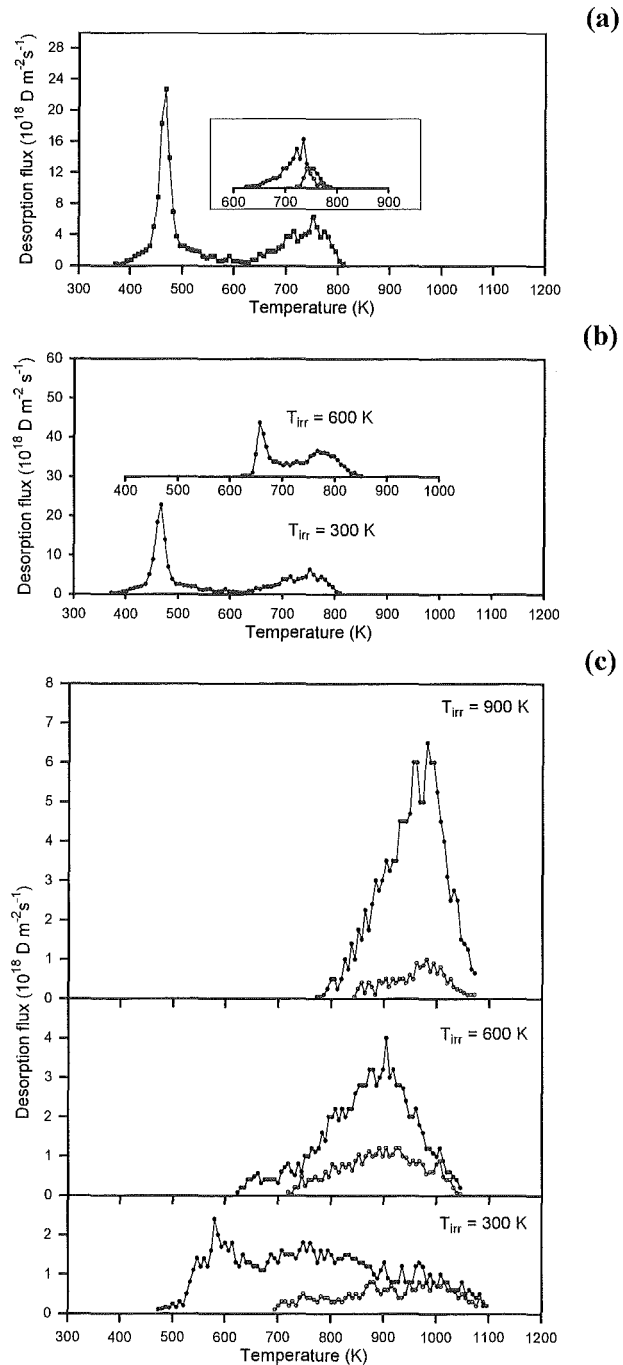 (a)
28
24
20
16
12
8
4
0
Desorption flux (10¹⁸ D m⁻²s⁻¹)
600 700 800 900
300 400 500 600 700 800 900 1000 1100 1200
Temperature (K)
(b)
60
50
40
30
20
10
0
Desorption flux (10¹⁸ D m⁻² s⁻¹)
T_irr = 600 K
400 500 600 700 800 900 1000
T_irr = 300 K
300 400 500 600 700 800 900 1000 1100 1200
Temperature (K)
(c)
8
7
6
5
4
3
2
1
0
T_irr = 900 K
Desorption flux (10¹⁸ D m⁻²s⁻¹)
4
3
2
1
0
T_irr = 600 K
2
1
0
T_irr = 300 K
300 400 500 600 700 800 900 1000 1100 1200
Temperature (K)